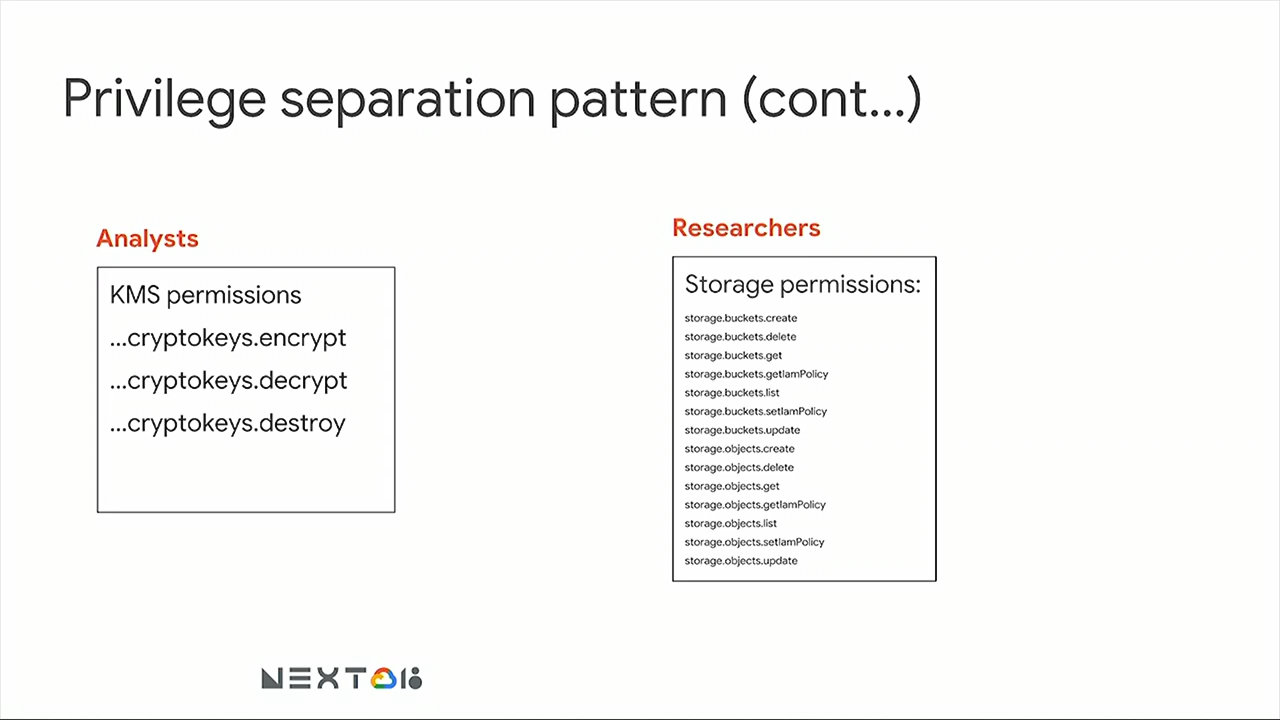 Privilege separation pattern (cont...)
Analysts
KMS permissions
...cryptokeys.encrypt
...cryptokeys.decrypt
...cryptokeys.destroy
Researchers
Storage permissions:
storage.buckets.create
storage.buckets.delete
storage.buckets.get
storage.buckets.getIamPolicy
storage.buckets.list
storage.buckets.setIamPolicy
storage.buckets.update
storage.objects.create
storage.objects.delete
storage.objects.get
storage.objects.getIamPolicy
storage.objects.list
storage.objects.setIamPolicy
storage.objects.update
NEXT 18